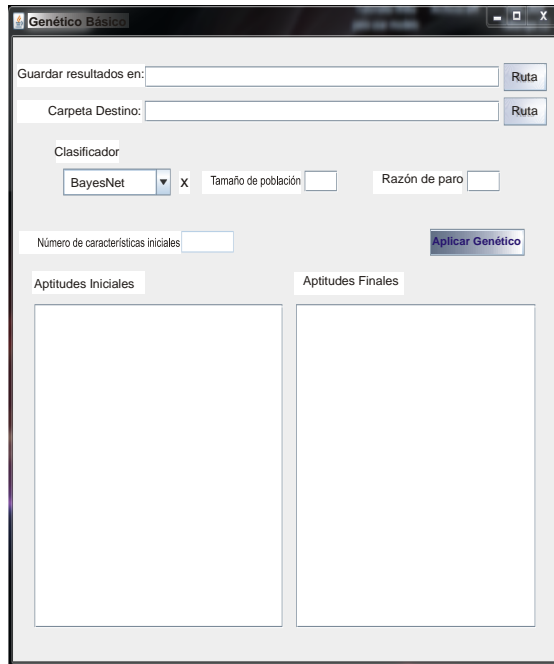 Genético Básico
Guardar resultados en: Ruta
Carpeta Destino: Ruta
Clasificador
BayesNet X Tamaño de población Razón de paro
Número de características iniciales Aplicar Genético
Aptitudes Iniciales Aptitudes Finales